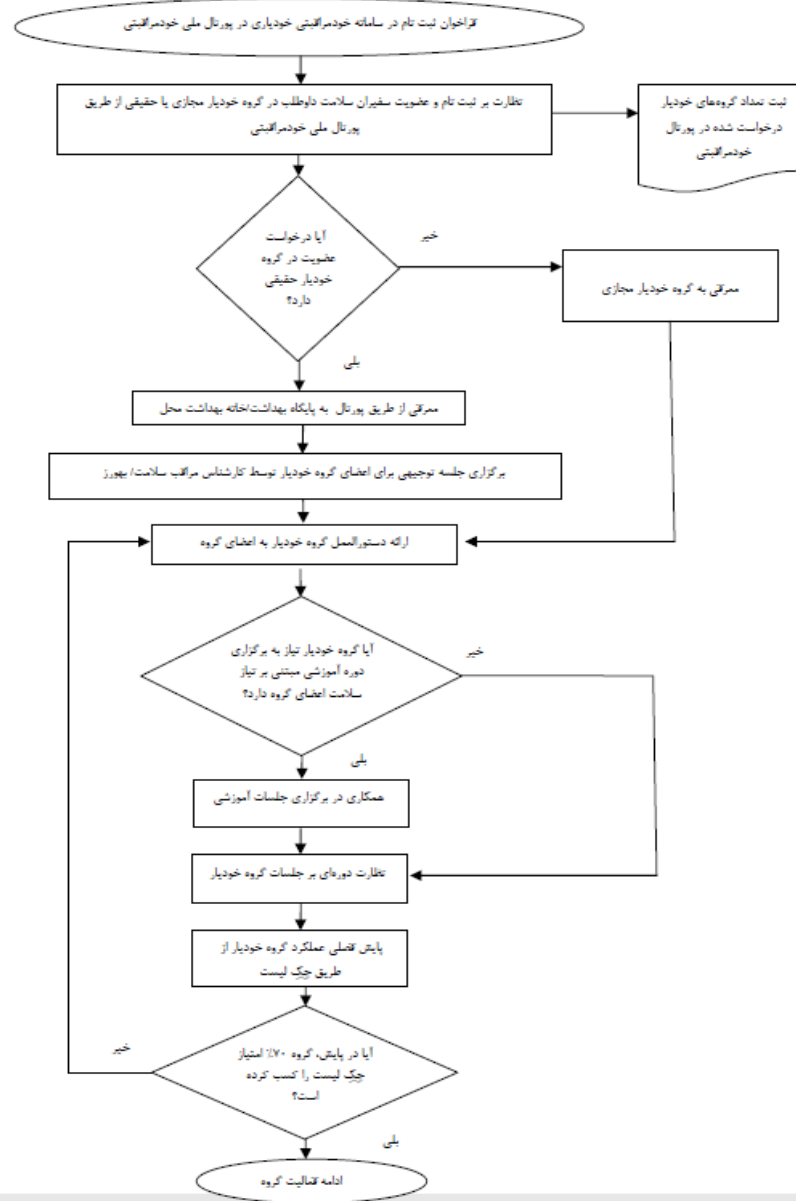 فراخوان ثبت نام در سامانه خودمراقبتی خودیاری در پورتال ملی خودمراقبتی
نظارت بر ثبت نام و عضویت سفیران سلامت داوطلب در گروه خودیار مجازی یا حقیقی از طریق
پورتال ملی خودمراقبتی
ثبت تعداد گروه‌های خودیار
درخواست شده در پورتال
خودمراقبتی
آیا درخواست
عضویت در گروه
خودیار حقیقی
دارد؟
خیر
معرفی به گروه خودیار مجازی
بلی
معرفی از طریق پورتال به پایگاه بهداشت/خانه بهداشت محل
برگزاری جلسه توجیهی برای اعضای گروه خودیار توسط کارشناس مراقب سلامت/ بهورز
ارائه دستورالعمل گروه خودیار به اعضای گروه
آیا گروه خودیار نیاز به برگزاری
دوره آموزشی مبتنی بر نیاز
سلامت اعضای گروه دارد؟
خیر
بلی
همکاری در برگزاری جلسات آموزشی
نظارت دوره‌ای بر جلسات گروه خودیار
پایش فصلی عملکرد گروه خودیار از
طریق چک لیست
آیا در پایش، گروه ۷۰٪ امتیاز
چک لیست را کسب کرده
است؟
خیر
بلی
ادامه فعالیت گروه